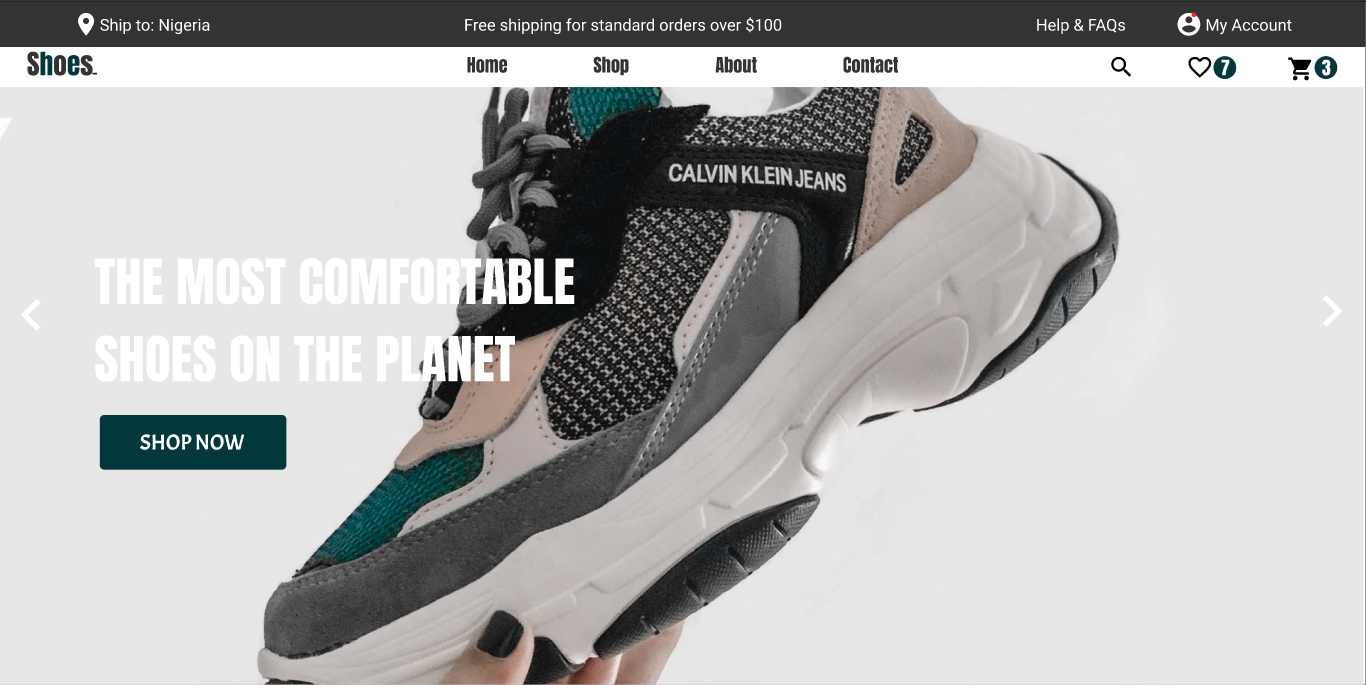 Ship to: Nigeria
Free shipping for standard orders over $100
Help & FAQs
My Account
Shoes
Home
Shop
About
Contact
7
3
CALVIN KLEIN JEANS
THE MOST COMFORTABLE
SHOES ON THE PLANET
SHOP NOW